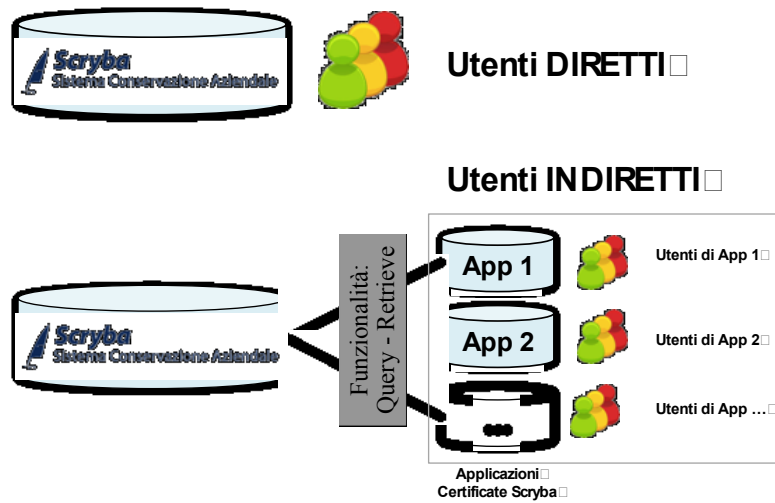 Scryba
Sistema Conservazione Aziendale
Utenti DIRETTI
Utenti INDIRETTI
Scryba
Sistema Conservazione Aziendale
Funzionalità:
Query - Retrieve
App 1
Utenti di App 1
App 2
Utenti di App 2
...
Utenti di App ...
Applicazioni
Certificate Scryba